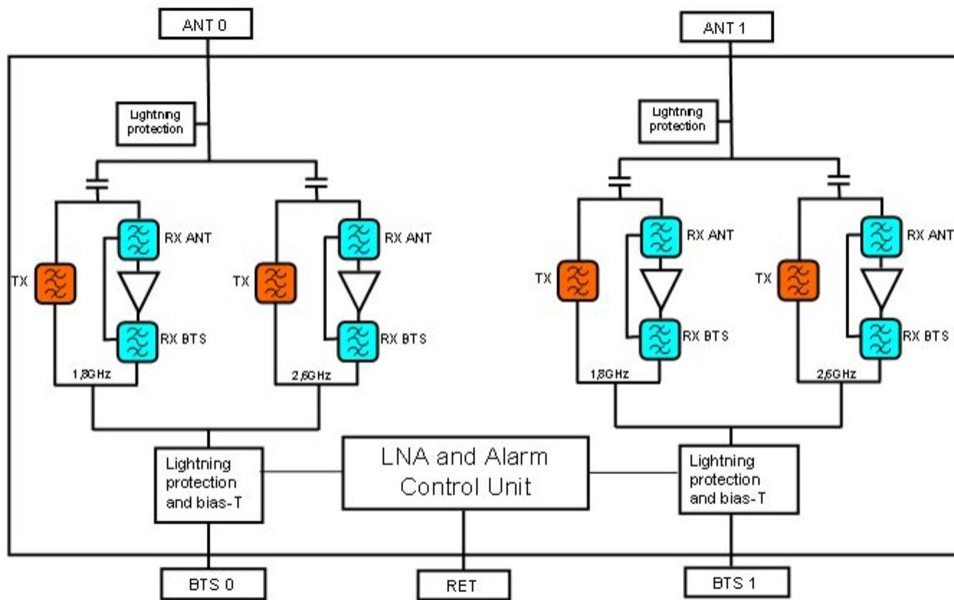 ANT 0
ANT 1
Lightning
protection
Lightning
protection
RX ANT
RX ANT
RX ANT
RX ANT
TX
TX
TX
TX
RX BTS
RX BTS
RX BTS
RX BTS
1,8GHz
2,6GHz
1,8GHz
2,6GHz
Lightning
protection
and bias-T
LNA and Alarm
Control Unit
Lightning
protection
and bias-T
BTS 0
RET
BTS 1